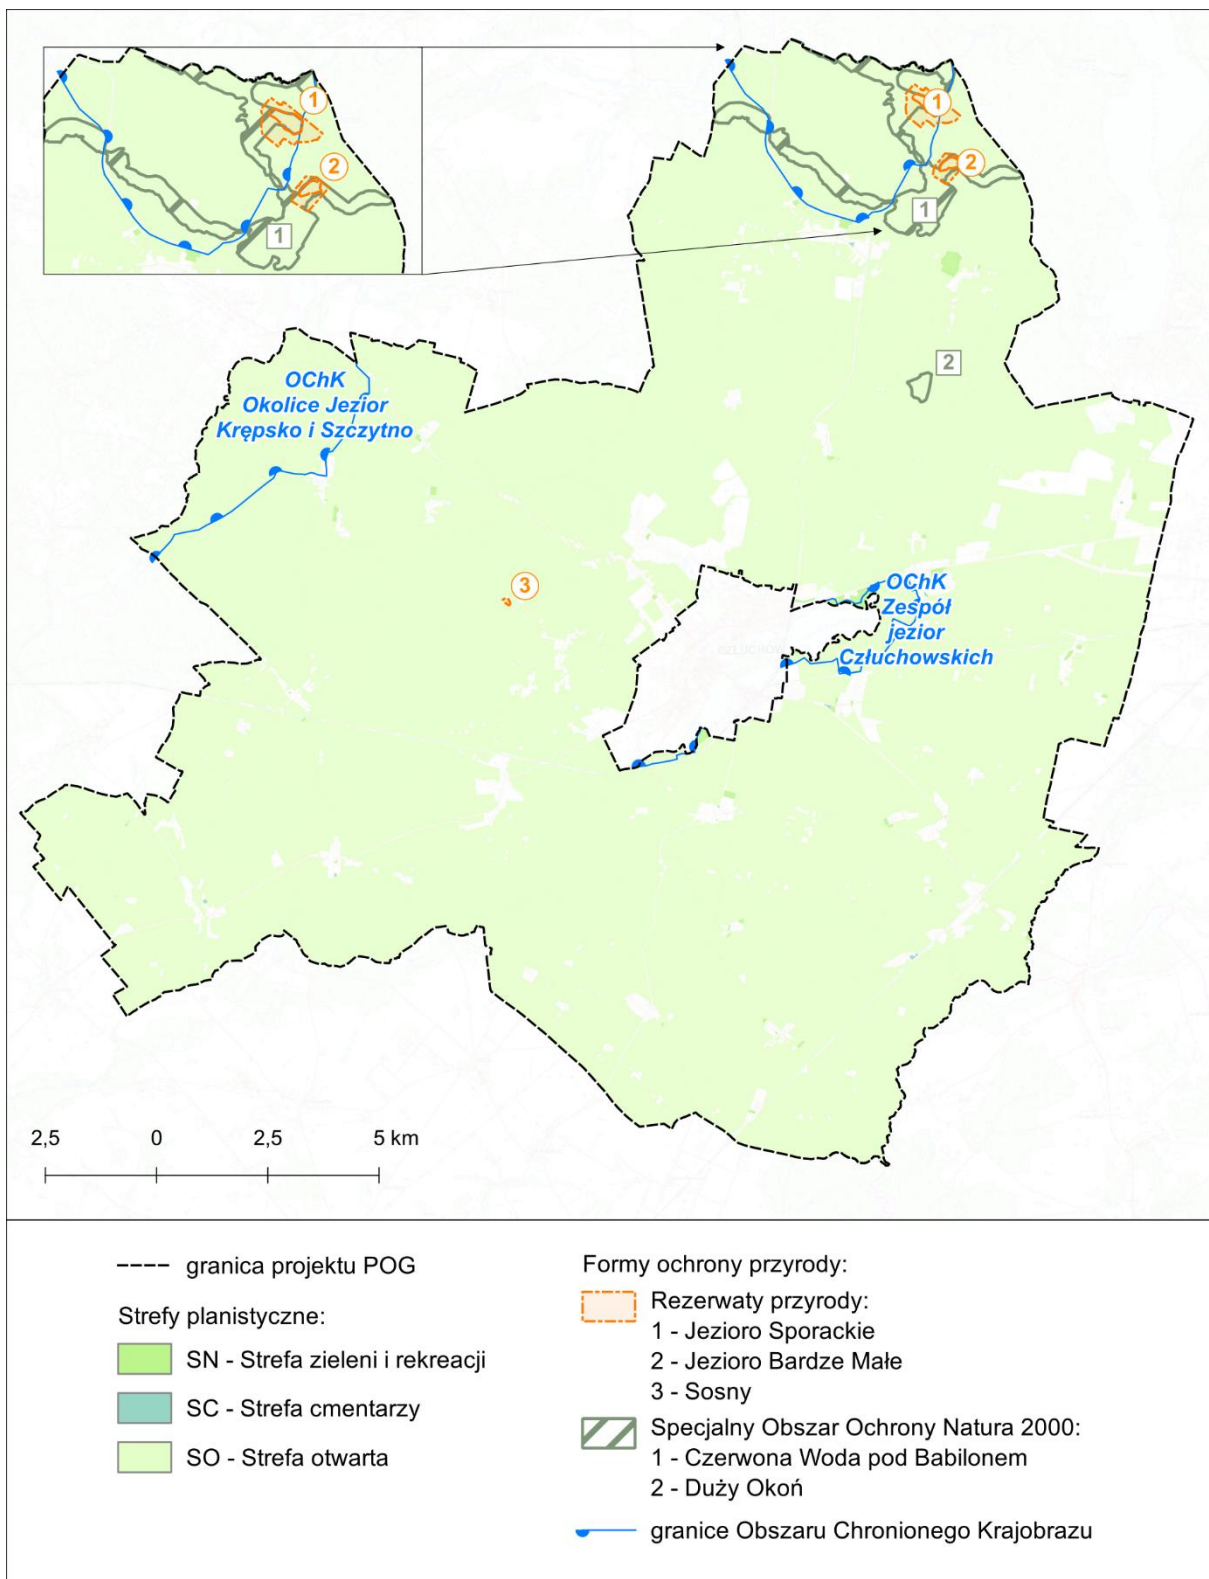 1
2
1
1
2
1
2
OChK
Okolice Jezior
Krępsko i Szczytno
3
OChK
Zespół
jezior
Człuchowskich
2,5 0 2,5 5 km
granica projektu POG
Strefy planistyczne:
SN - Strefa zieleni i rekreacji
SC - Strefa cmentarzy
SO - Strefa otwarta
Formy ochrony przyrody:
Rezerwaty przyrody:
1 - Jezioro Sporackie
2 - Jezioro Bardze Małe
3 - Sosny
Specjalny Obszar Ochrony Natura 2000:
1 - Czerwona Woda pod Babilonem
2 - Duży Okoń
granice Obszaru Chronionego Krajobrazu